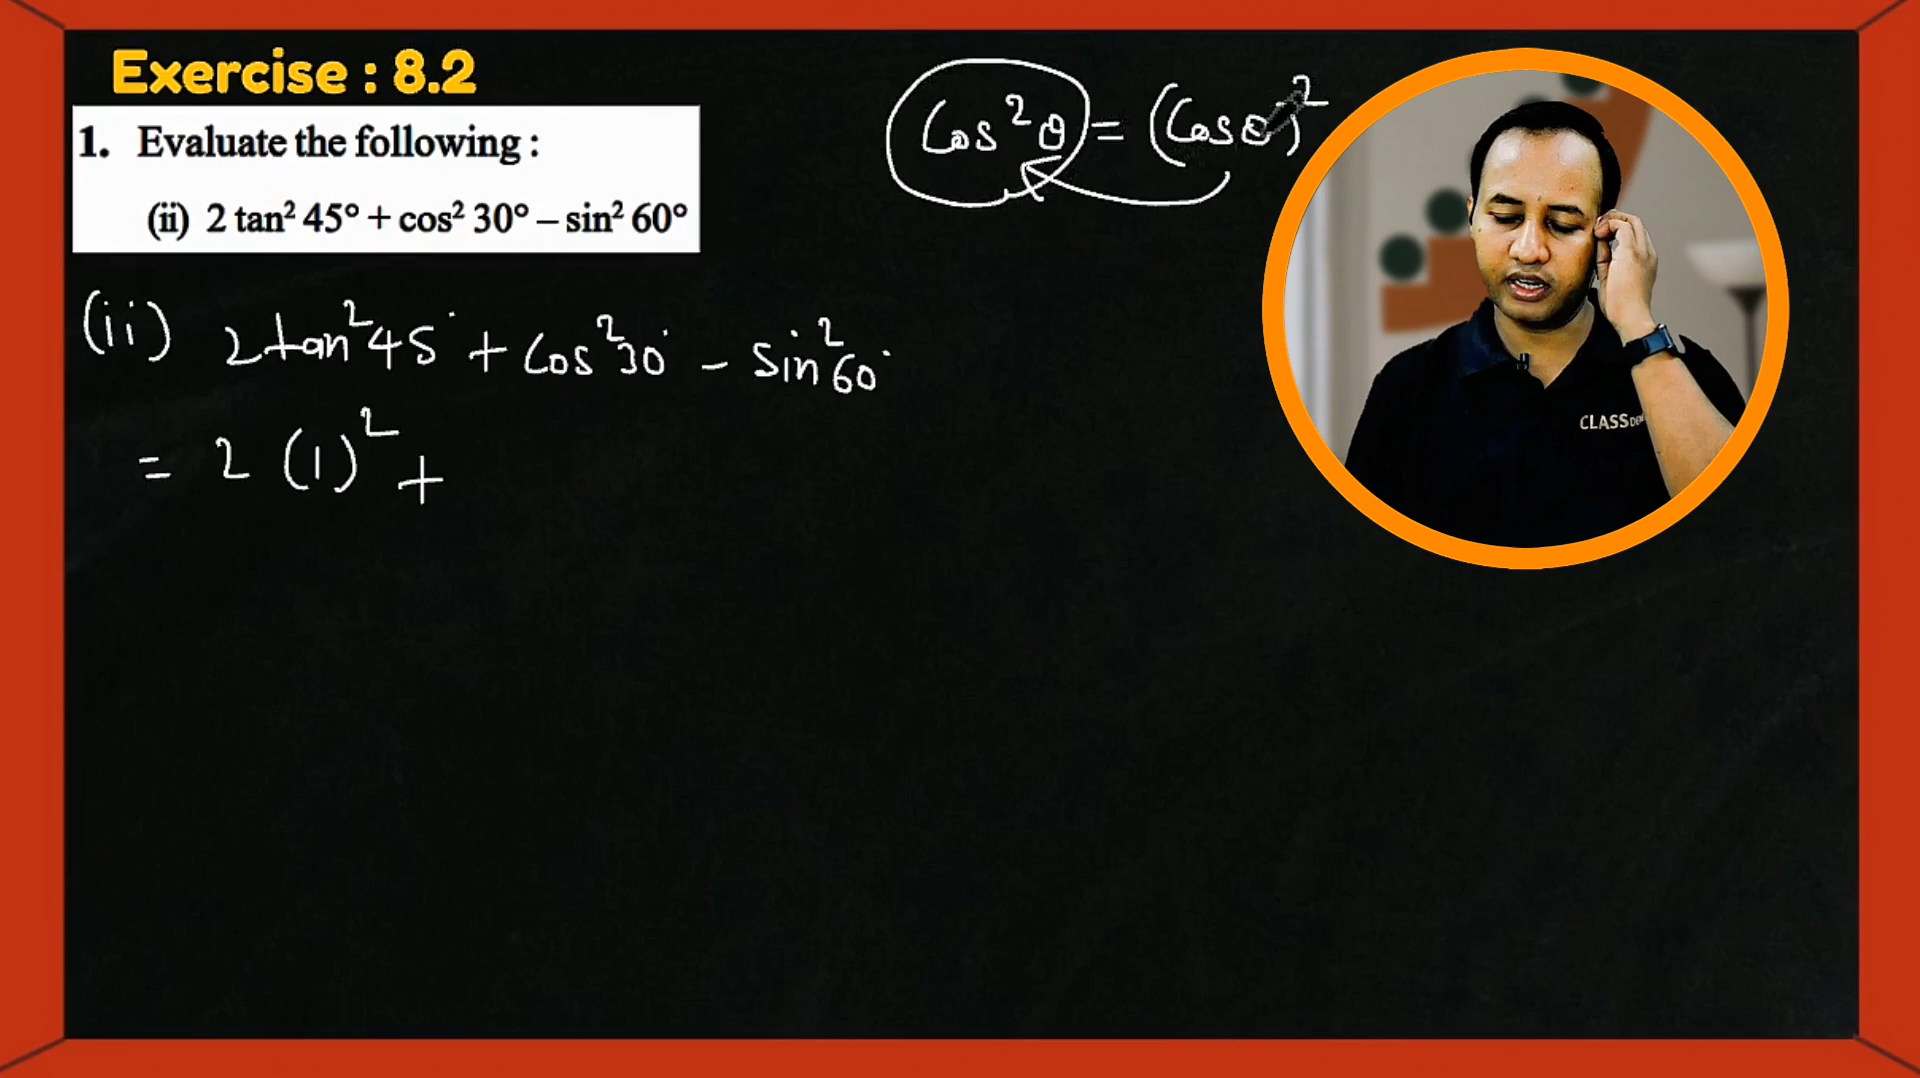 Exercise : 8.2
1. Evaluate the following :
(ii) 2 tan² 45° + cos² 30° – sin² 60°
Cos²θ = (Cosθ)²
(ii) 2tan²45° + Cos²30° – Sin²60°
= 2 (1)² +
CLASS